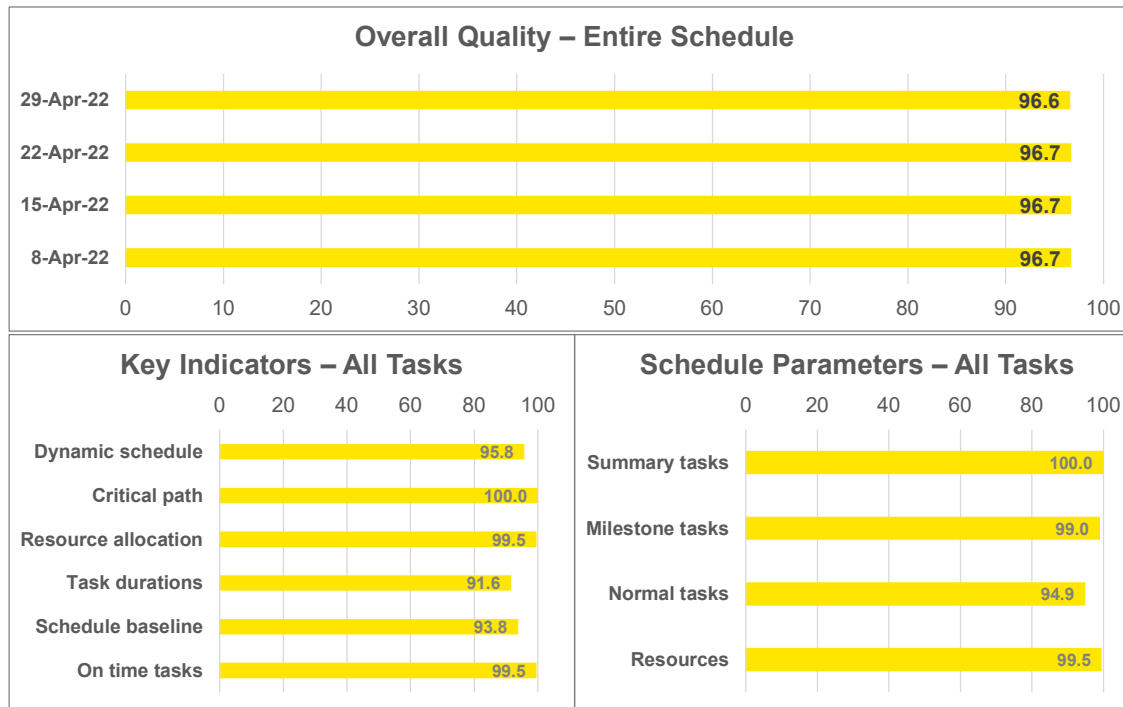 Overall Quality – Entire Schedule
29-Apr-22
96.6
22-Apr-22
96.7
15-Apr-22
96.7
8-Apr-22
96.7
0 10 20 30 40 50 60 70 80 90 100
Key Indicators – All Tasks
0 20 40 60 80 100
Dynamic schedule
95.8
Critical path
100.0
Resource allocation
99.5
Task durations
91.6
Schedule baseline
93.8
On time tasks
99.5
Schedule Parameters – All Tasks
0 20 40 60 80 100
Summary tasks
100.0
Milestone tasks
99.0
Normal tasks
94.9
Resources
99.5